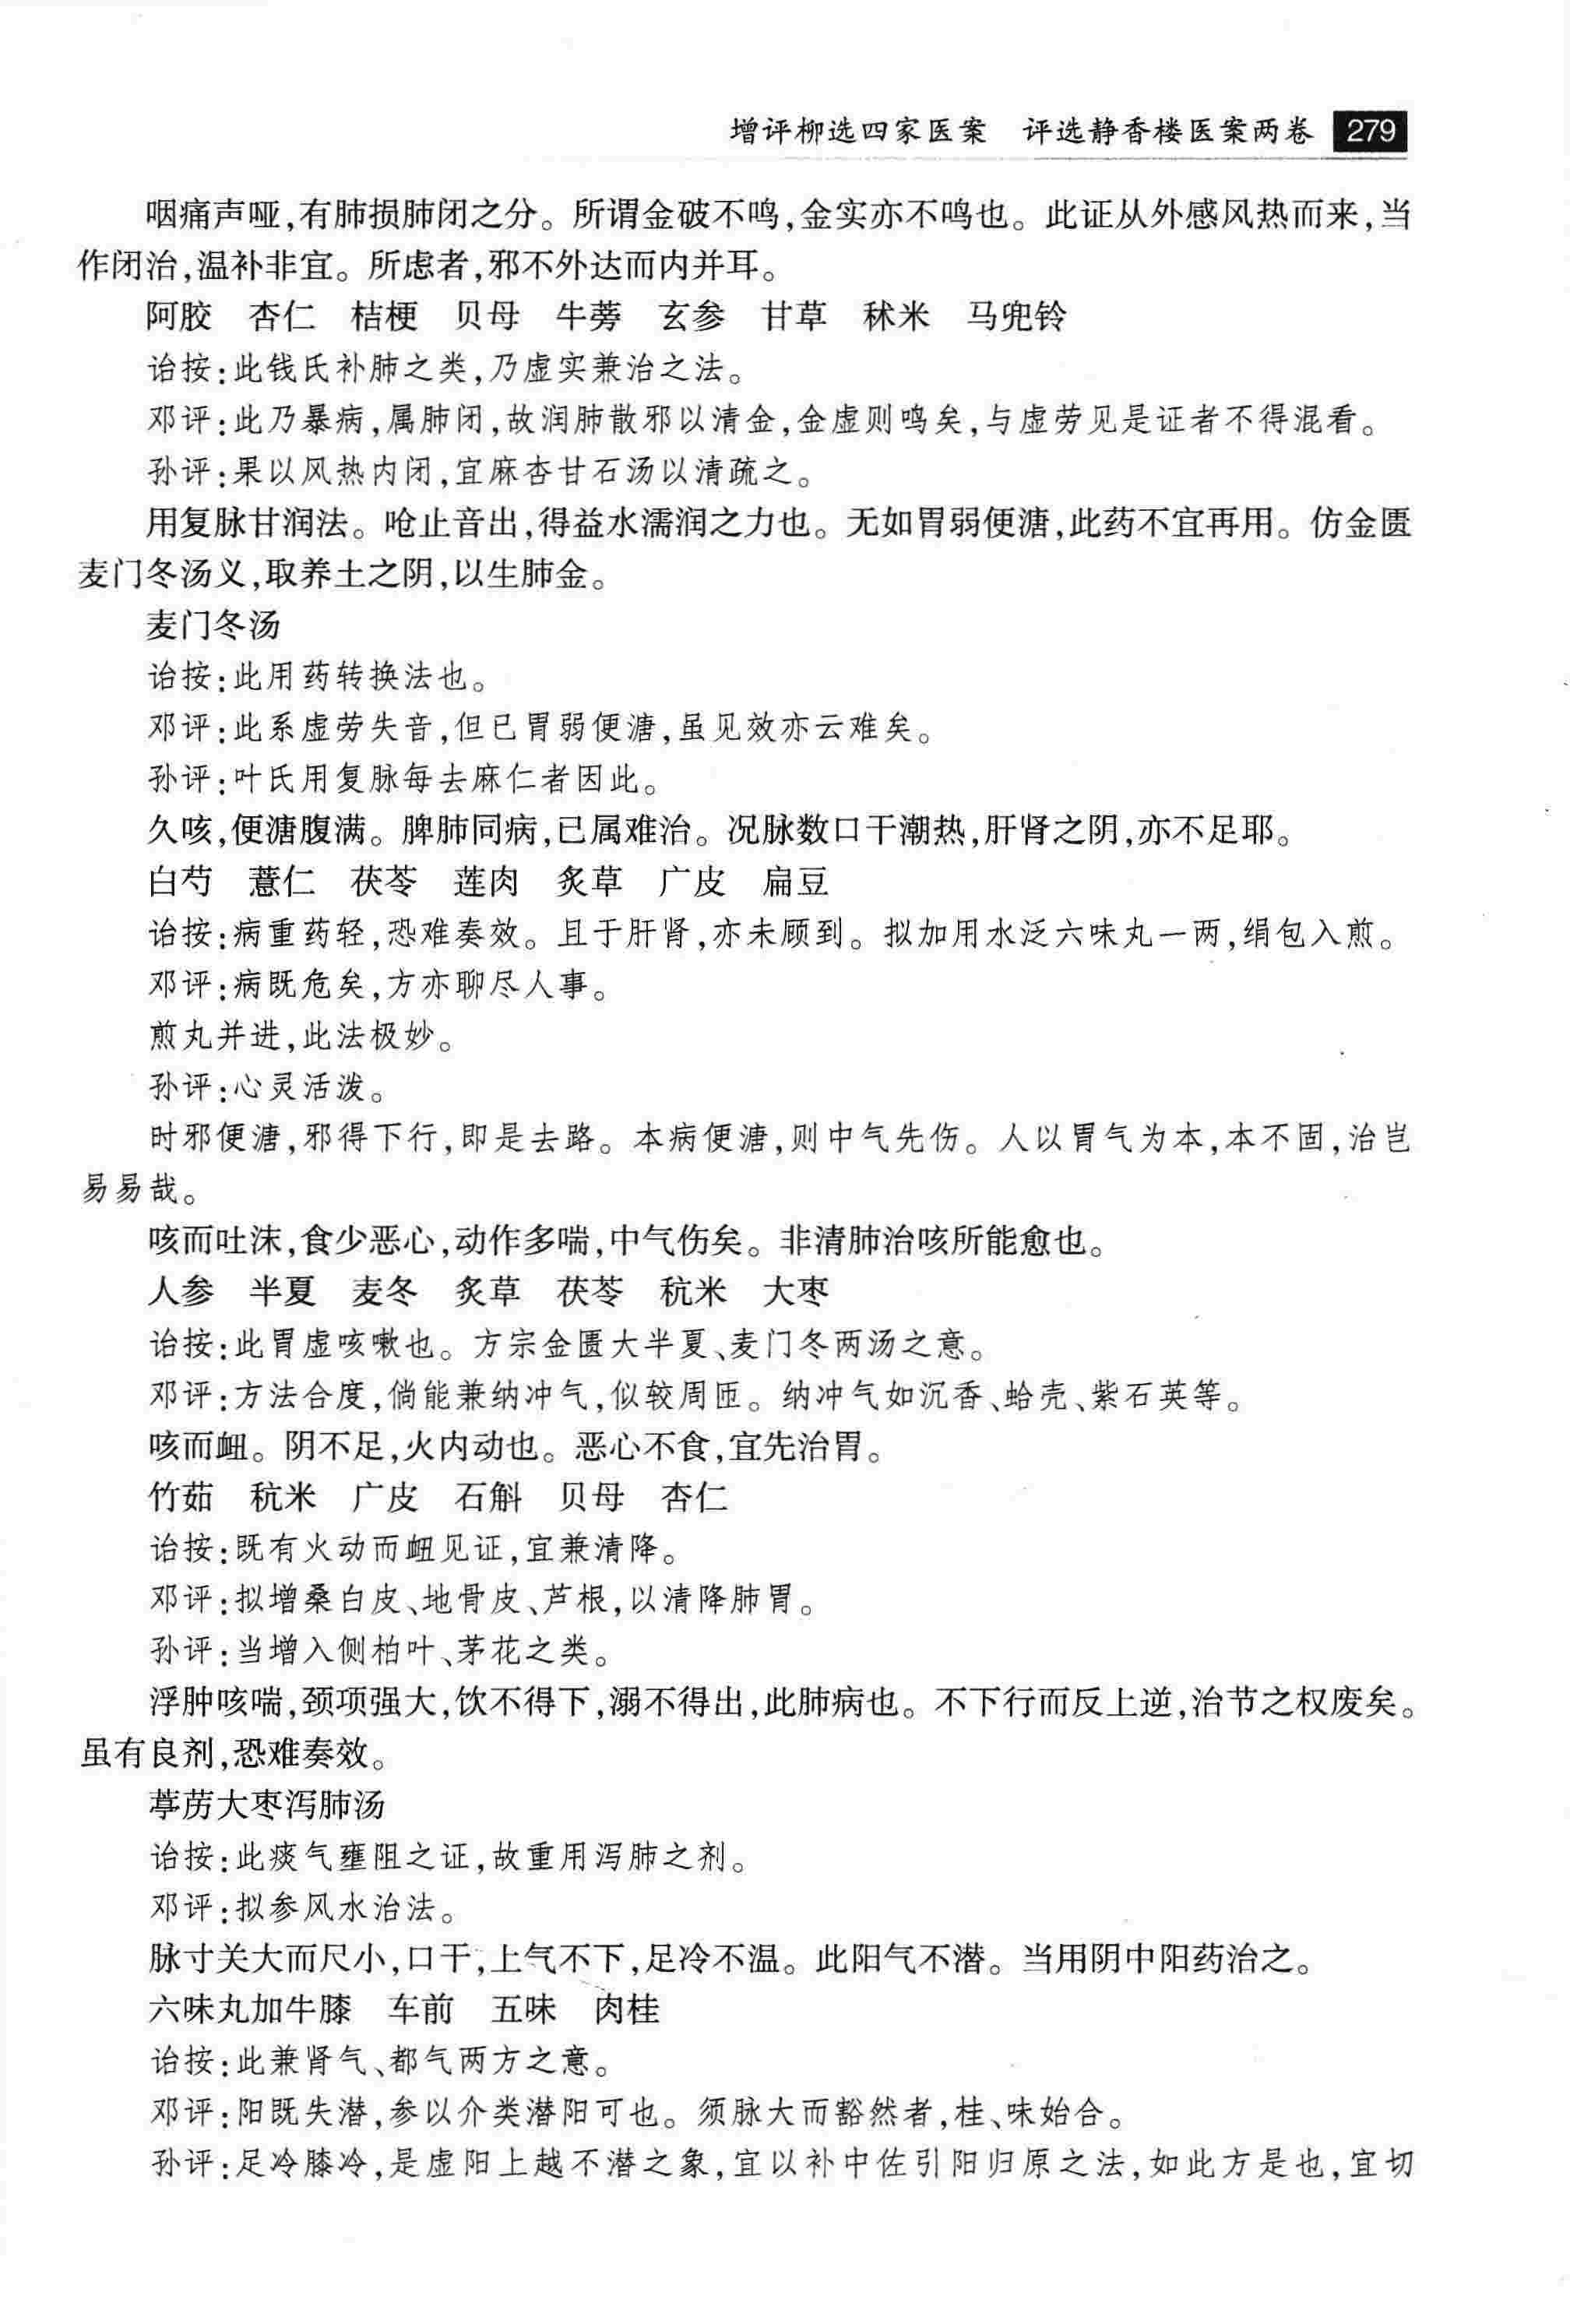 增评柳选四家医案　评选静香楼医案两卷 279
咽痛声哑,有肺损肺闭之分。所谓金破不鸣,金实亦不鸣也。此证从外感风热而来,当
作闭治,温补非宜。所虑者,邪不外达而内并耳。
阿胶　杏仁　桔梗　贝母　牛蒡　玄参　甘草　秫米　马兜铃
诒按:此钱氏补肺之类,乃虚实兼治之法。
邓评:此乃暴病,属肺闭,故润肺散邪以清金,金虚则鸣矣,与虚劳见是证者不得混看。
孙评:果以风热内闭,宜麻杏甘石汤以清疏之。
用复脉甘润法。呛止音出,得益水濡润之力也。无如胃弱便溏,此药不宜再用。仿金匮
麦门冬汤义,取养土之阴,以生肺金。
麦门冬汤
诒按:此用药转换法也。
邓评:此系虚劳失音,但已胃弱便溏,虽见效亦云难矣。
孙评:叶氏用复脉每去麻仁者因此。
久咳,便溏腹满。脾肺同病,已属难治。况脉数口干潮热,肝肾之阴,亦不足耶。
白芍　薏仁　茯苓　莲肉　炙草　广皮　扁豆
诒按:病重药轻,恐难奏效。且于肝肾,亦未顾到。拟加用水泛六味丸一两,绢包入煎。
邓评:病既危矣,方亦聊尽人事。
煎丸并进,此法极妙。
孙评:心灵活泼。
时邪便溏,邪得下行,即是去路。本病便溏,则中气先伤。人以胃气为本,本不固,治岂
易易哉。
咳而吐沫,食少恶心,动作多喘,中气伤矣。非清肺治咳所能愈也。
人参　半夏　麦冬　炙草　茯苓　秔米　大枣
诒按:此胃虚咳嗽也。方宗金匮大半夏、麦门冬两汤之意。
邓评:方法合度,倘能兼纳冲气,似较周匝。纳冲气如沉香、蛤壳、紫石英等。
咳而衄。阴不足,火内动也。恶心不食,宜先治胃。
竹茹　秔米　广皮　石斛　贝母　杏仁
诒按:既有火动而衄见证,宜兼清降。
邓评:拟增桑白皮、地骨皮、芦根,以清降肺胃。
孙评:当增入侧柏叶、茅花之类。
浮肿咳喘,颈项强大,饮不得下,溺不得出,此肺病也。不下行而反上逆,治节之权废矣。
虽有良剂,恐难奏效。
葶苈大枣泻肺汤
诒按:此痰气壅阻之证,故重用泻肺之剂。
邓评:拟参风水治法。
脉寸关大而尺小,口干,上气不下,足冷不温。此阳气不潜。当用阴中阳药治之。
六味丸加牛膝　车前　五味　肉桂
诒按:此兼肾气、都气两方之意。
邓评:阳既失潜,参以介类潜阳可也。须脉大而豁然者,桂、味始合。
孙评:足冷膝冷,是虚阳上越不潜之象,宜以补中佐引阳归原之法,如此方是也,宜切